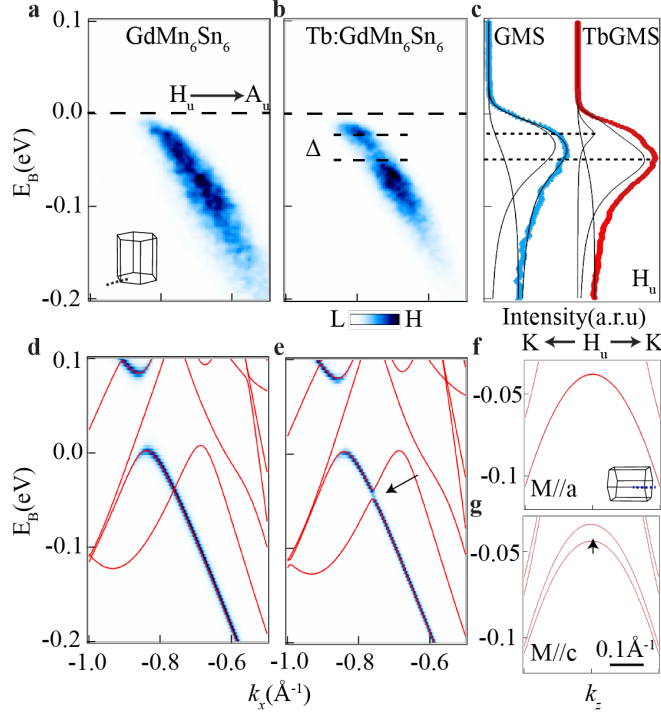 a GdMn6Sn6 b Tb:GdMn6Sn6 c
GMS TbGMS
0.1
0.0
-0.1
-0.2
EB(eV)
Hu Au
Δ
L H
Hu
Intensity(a.r.u)
K Hu K
d e f
0.1
0.0
-0.1
-0.2
EB(eV)
-1.0 -0.8 -0.6 -1.0 -0.8 -0.6
kx(Å-1)
-0.05
-0.1
M//a
g
-0.05
-0.1
M//c
0.1Å-1
kz